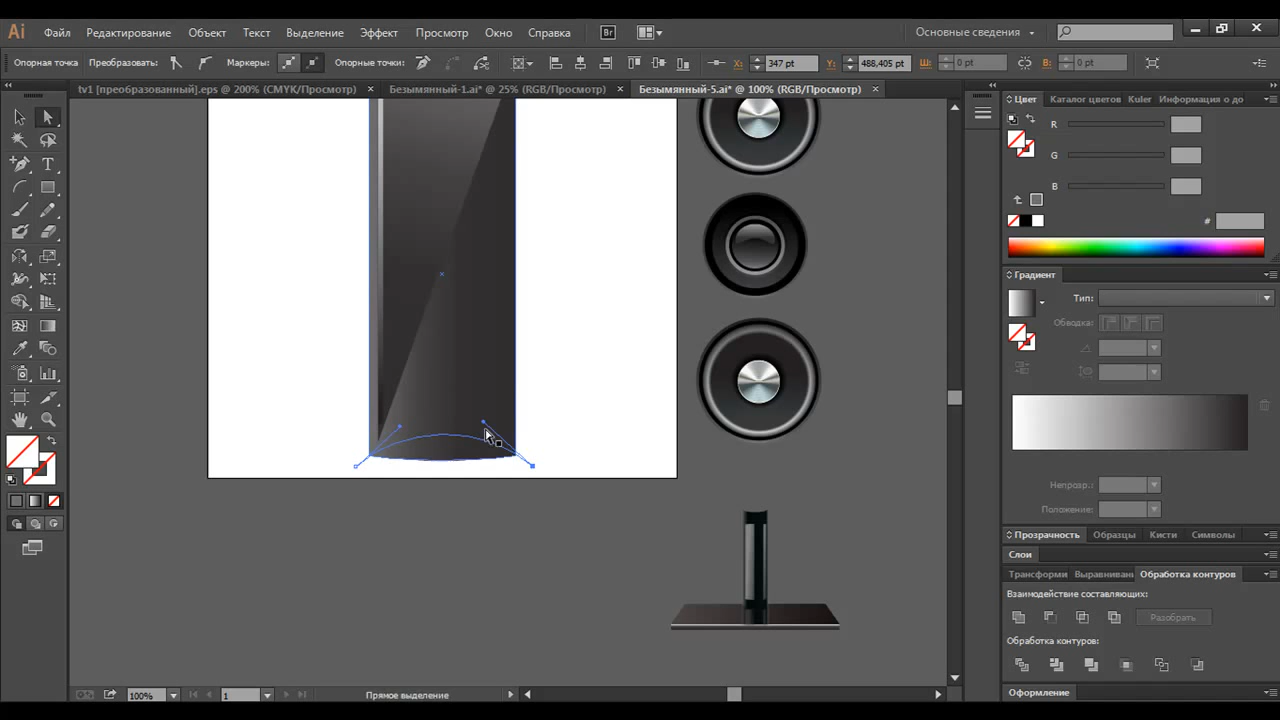 Ai Файл Редактирование Объект Текст Выделение Эффект Просмотр Окно Справка Br Основные сведения
Опорная точка Преобразовать: Маркеры: Опорные точки: X: 347 pt Y: 488,405 pt Ш: 0 pt В: 0 pt
tv1 [преобразованный].eps @ 200% (CMYK/Просмотр) × Безымянный-1.ai* @ 25% (RGB/Просмотр) × Безымянный-5.ai* @ 100% (RGB/Просмотр) ×
Цвет Каталог цветов Kuler Информация о до
R
G
B
#
Градиент
Тип:
Обводка:
Непрозр.:
Положение:
Прозрачность Образцы Кисти Символы
Слои
Трансформи Выравнивани Обработка контуров
Взаимодействие составляющих:
Разобрать
Обработка контуров:
Оформление
100% 1 Прямое выделение